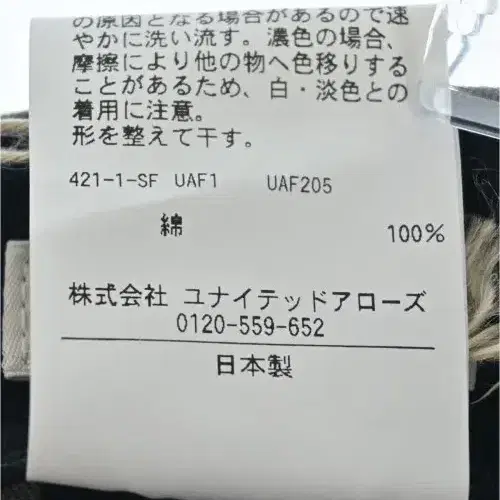 の原因となる場合があるので速
やかに洗い流す。濃色の場合、
摩擦により他の物へ色移りする
ことがあるため、白・淡色との
着用に注意。
形を整えて干す。
421-1-SF UAF1 UAF205
綿 100%
株式会社 ユナイテッドアローズ
0120-559-652
日本製